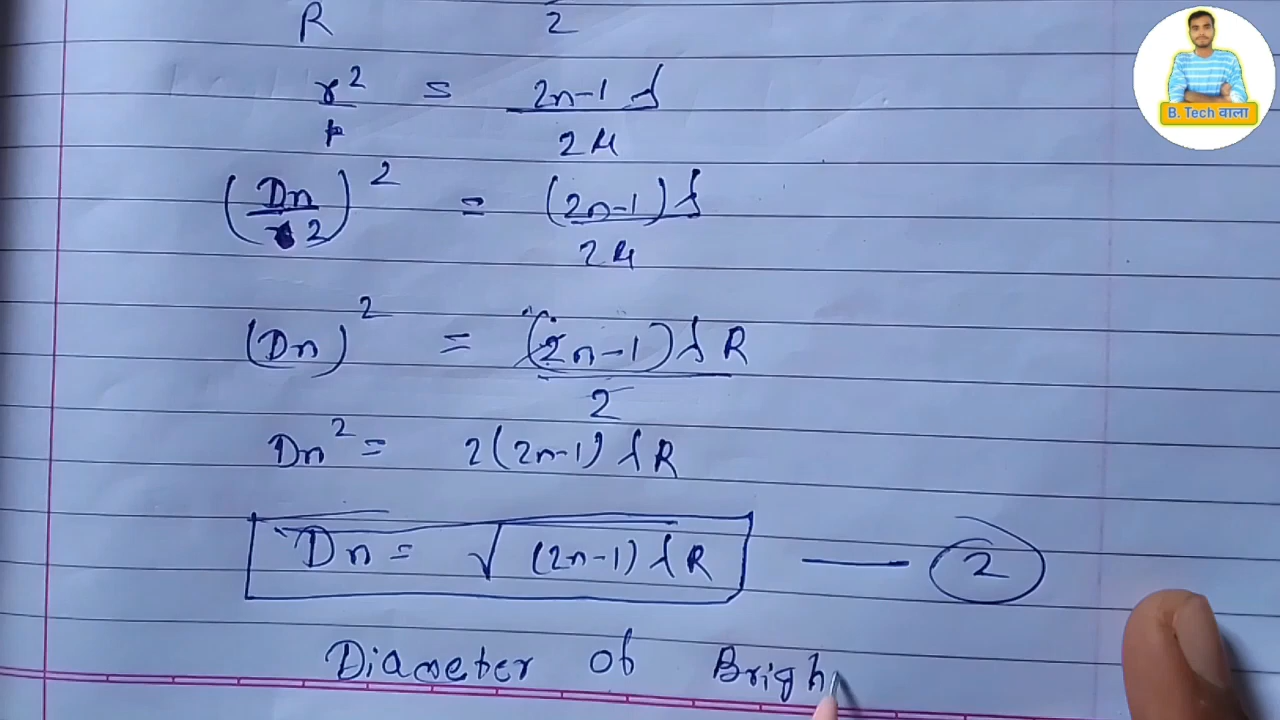 R 2
r² = 2n-1 λ
R 2μ
(Dn/2)² = (2n-1)λ
2μ
(Dn)² = (2n-1)λR
2
Dn² = 2(2n-1)λR
Dn = √(2n-1)λR — 2
Diameter of Brigh
B. Tech वाला